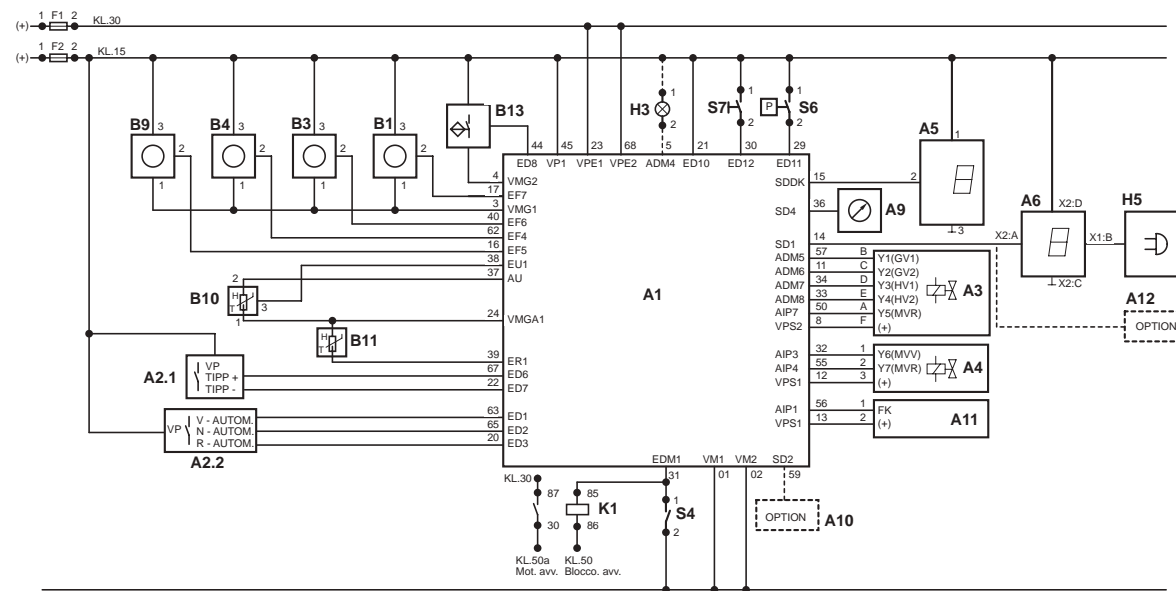 (+) 1 F1 2 KL.30
(+) 1 F2 2 KL.15
B9 3 2 1
B4 3 2 1
B3 3 2 1
B1 3 2 1
B13
H3 1 2
S7 1 2
P S6 1 2
A5 1 2 3
A6 X2:D X2:A X1:B X2:C
H5
A9
A12
OPTION
44 45 23 68 5 21 30 29
ED8 VP1 VPE1 VPE2 ADM4 ED10 ED12 ED11
A1
4 VMG2
17 EF7
3 VMG1
40 EF6
62 EF4
16 EF5
38 EU1
37 AU
24 VMGA1
39 ER1
67 ED6
22 ED7
63 ED1
65 ED2
20 ED3
SDDK 15
SD4 36
SD1 14
ADM5 57 B Y1(GV1)
ADM6 11 C Y2(GV2)
ADM7 34 D Y3(HV1)
ADM8 33 E Y4(HV2)
AIP7 50 A Y5(MVR)
VPS2 8 F (+)
A3
AIP3 32 1 Y6(MVV)
AIP4 55 2 Y7(MVR)
VPS1 12 3 (+)
A4
AIP1 56 1 FK
VPS1 13 2 (+)
A11
B10 H T 2 3 1
B11 H T
A2.1
VP
TIPP +
TIPP -
VP
V - AUTOM.
N - AUTOM.
R - AUTOM.
A2.2
EDM1 VM1 VM2 SD2
31 01 02 59
KL.30
87
30
KL.50a
Mot. avv.
85
K1
86
KL.50
Blocco. avv.
1 S4 2
OPTION
A10